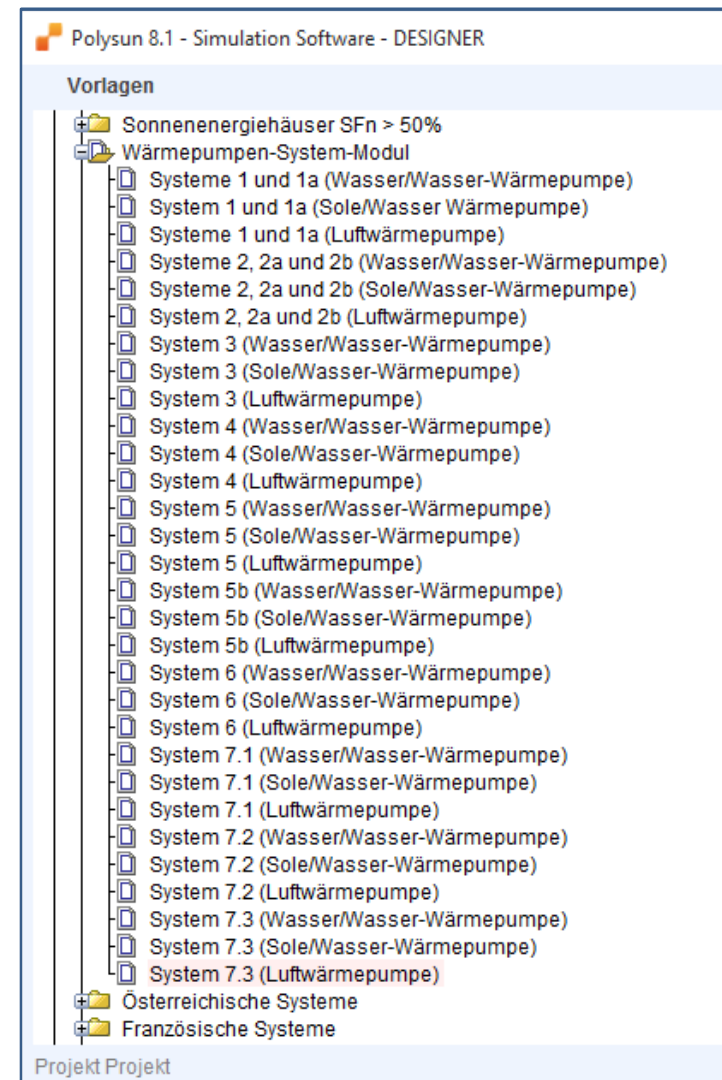 Polysun 8.1 - Simulation Software - DESIGNER
Vorlagen
Sonnenenergiehäuser SFn > 50%
Wärmepumpen-System-Modul
Systeme 1 und 1a (Wasser/Wasser-Wärmepumpe)
System 1 und 1a (Sole/Wasser Wärmepumpe)
Systeme 1 und 1a (Luftwärmepumpe)
Systeme 2, 2a und 2b (Wasser/Wasser-Wärmepumpe)
Systeme 2, 2a und 2b (Sole/Wasser-Wärmepumpe)
System 2, 2a und 2b (Luftwärmepumpe)
System 3 (Wasser/Wasser-Wärmepumpe)
System 3 (Sole/Wasser-Wärmepumpe)
System 3 (Luftwärmepumpe)
System 4 (Wasser/Wasser-Wärmepumpe)
System 4 (Sole/Wasser-Wärmepumpe)
System 4 (Luftwärmepumpe)
System 5 (Wasser/Wasser-Wärmepumpe)
System 5 (Sole/Wasser-Wärmepumpe)
System 5 (Luftwärmepumpe)
System 5b (Wasser/Wasser-Wärmepumpe)
System 5b (Sole/Wasser-Wärmepumpe)
System 5b (Luftwärmepumpe)
System 6 (Wasser/Wasser-Wärmepumpe)
System 6 (Sole/Wasser-Wärmepumpe)
System 6 (Luftwärmepumpe)
System 7.1 (Wasser/Wasser-Wärmepumpe)
System 7.1 (Sole/Wasser-Wärmepumpe)
System 7.1 (Luftwärmepumpe)
System 7.2 (Wasser/Wasser-Wärmepumpe)
System 7.2 (Sole/Wasser-Wärmepumpe)
System 7.2 (Luftwärmepumpe)
System 7.3 (Wasser/Wasser-Wärmepumpe)
System 7.3 (Sole/Wasser-Wärmepumpe)
System 7.3 (Luftwärmepumpe)
Österreichische Systeme
Französische Systeme
Projekt Projekt